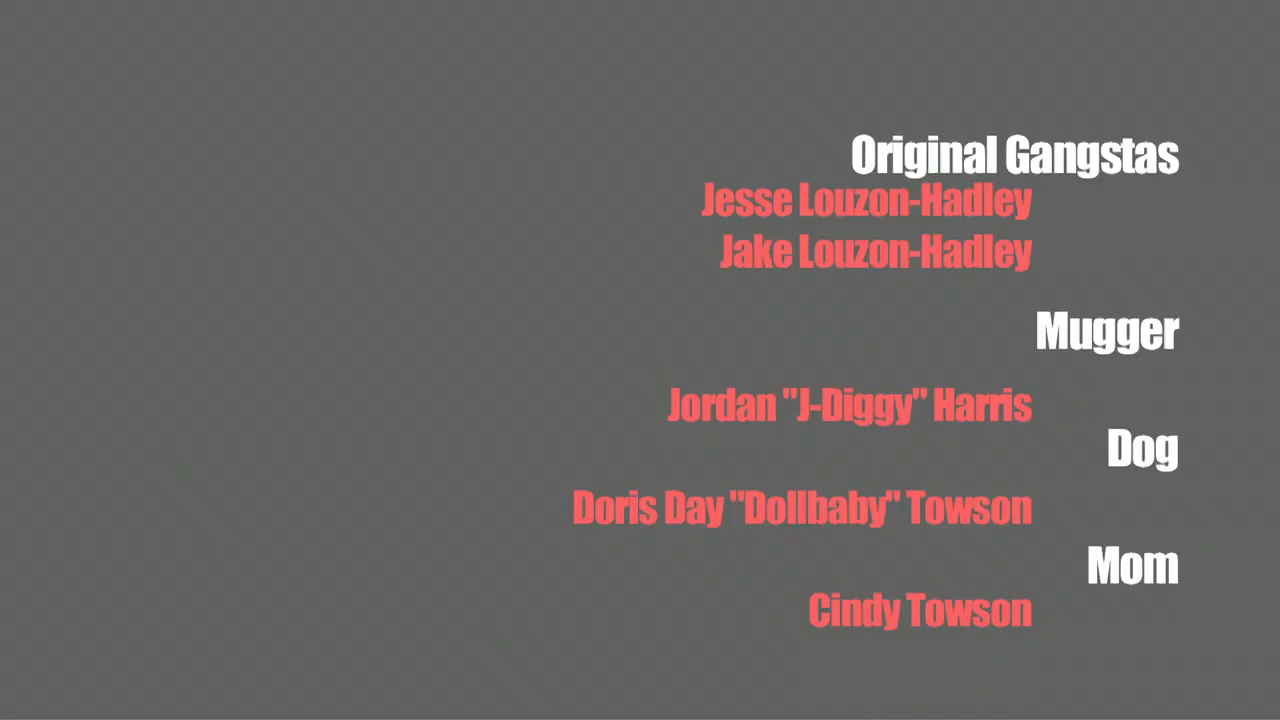 Original Gangstas
Jesse Louzon-Hadley
Jake Louzon-Hadley
Mugger
Jordan "J-Diggy" Harris
Dog
Doris Day "Dollbaby" Towson
Mom
Cindy Towson